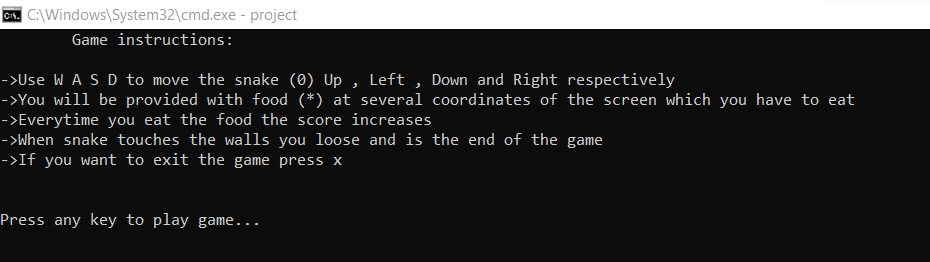 C:\Windows\System32\cmd.exe - project
Game instructions:
->Use W A S D to move the snake (0) Up , Left , Down and Right respectively
->You will be provided with food (*) at several coordinates of the screen which you have to eat
->Everytime you eat the food the score increases
->When snake touches the walls you loose and is the end of the game
->If you want to exit the game press x
Press any key to play game...